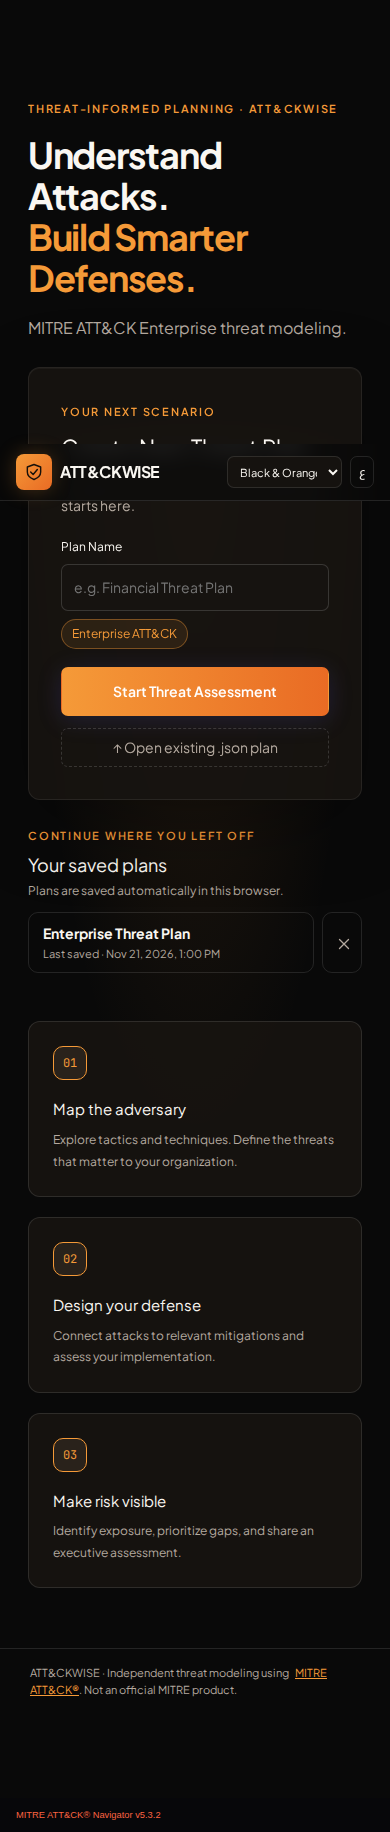 THREAT-INFORMED PLANNING · ATT&CKWISE
Understand
Attacks.
Build Smarter
Defenses.
MITRE ATT&CK Enterprise threat modeling.
YOUR NEXT SCENARIO
ATT&CKWISE
Black & Orange
ع
starts here.
Plan Name
e.g. Financial Threat Plan
Enterprise ATT&CK
Start Threat Assessment
↑ Open existing .json plan
CONTINUE WHERE YOU LEFT OFF
Your saved plans
Plans are saved automatically in this browser.
Enterprise Threat Plan
Last saved · Nov 21, 2026, 1:00 PM
01
Map the adversary
Explore tactics and techniques. Define the threats
that matter to your organization.
02
Design your defense
Connect attacks to relevant mitigations and
assess your implementation.
03
Make risk visible
Identify exposure, prioritize gaps, and share an
executive assessment.
ATT&CKWISE · Independent threat modeling using MITRE
ATT&CK®. Not an official MITRE product.
MITRE ATT&CK® Navigator v5.3.2